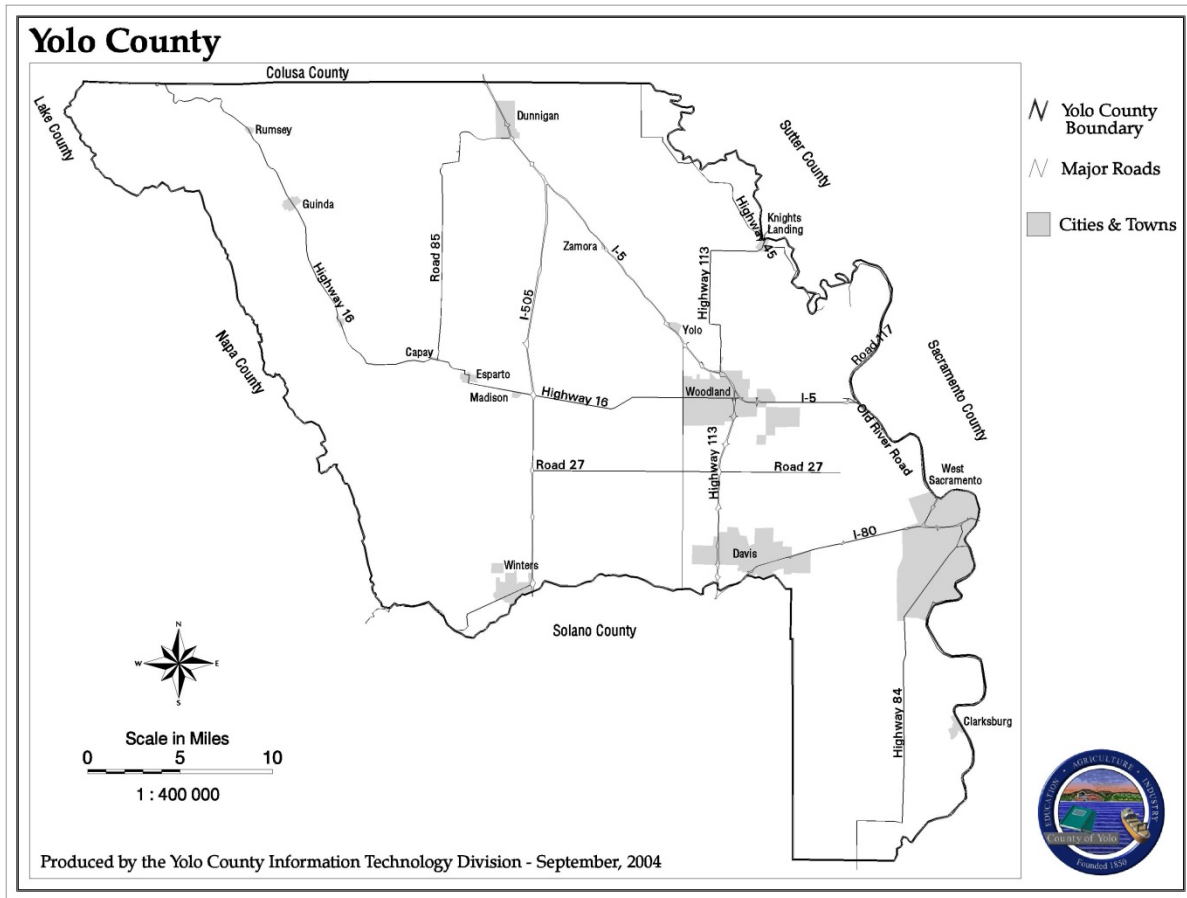 Yolo County
Colusa County
Lake County
Rumsey
Dunnigan
Sutter County
Guinda
Knights
Landing
Highway 45
Zamora
I-5
Road 85
Highway 113
I-505
Highway 16
Yolo
Napa County
Capay
Esparto
Madison
Highway 16
Woodland
I-5
Road 117
Sacramento County
Old River Road
Highway 113
Road 27
Road 27
West
Sacramento
I-80
Davis
Winters
Solano County
Highway 84
Clarksburg
N
W
E
S
Scale in Miles
0 5 10
1 : 400 000
Produced by the Yolo County Information Technology Division - September, 2004
Yolo County
Boundary
Major Roads
Cities & Towns
EDUCATION • AGRICULTURE • INDUSTRY
County of Yolo
Founded 1850